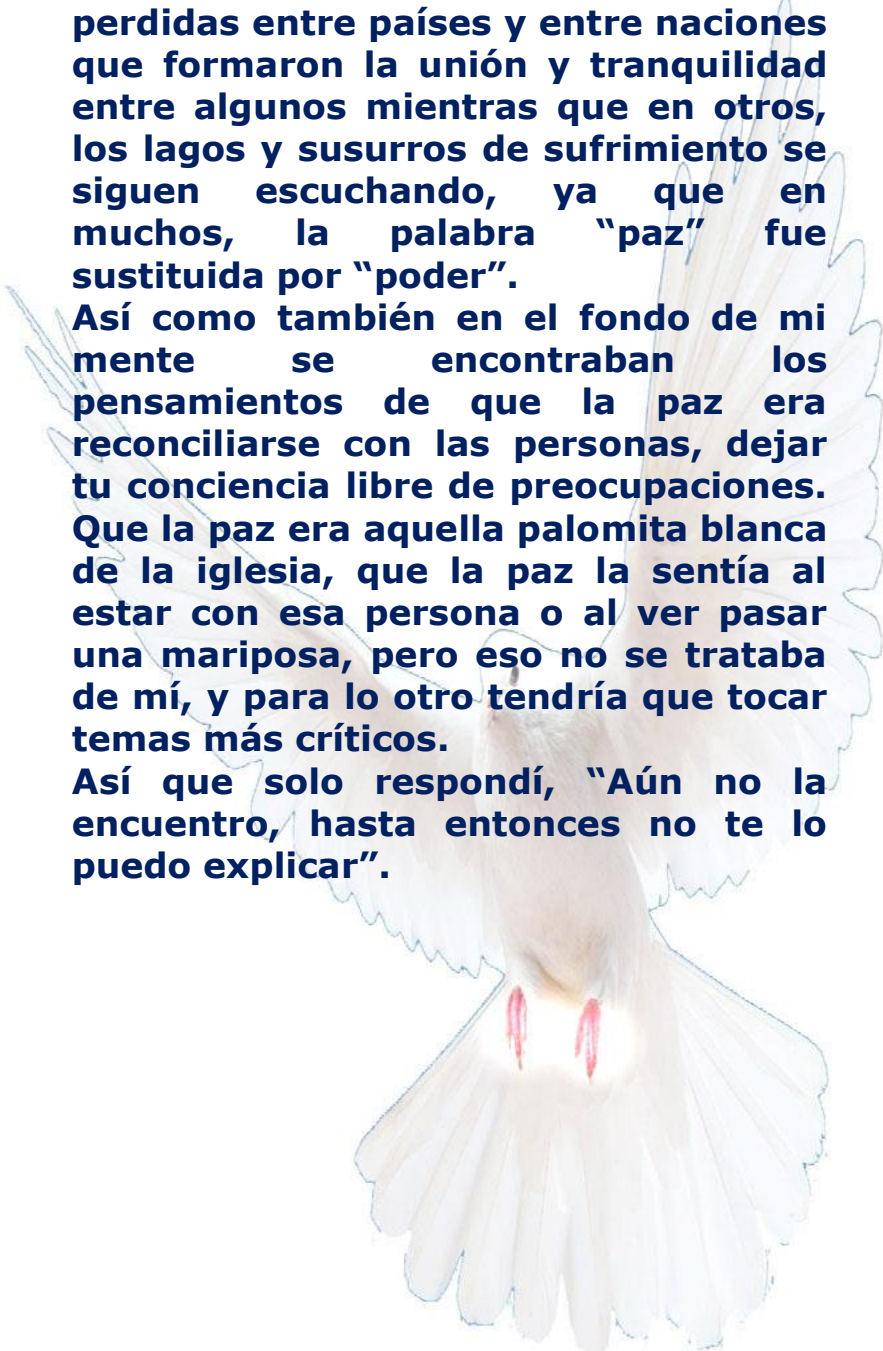 perdidas entre países y entre naciones
que formaron la unión y tranquilidad
entre algunos mientras que en otros,
los lagos y susurros de sufrimiento se
siguen escuchando, ya que en
muchos, la palabra “paz” fue
sustituida por “poder”.
Así como también en el fondo de mi
mente se encontraban los
pensamientos de que la paz era
reconciliarse con las personas, dejar
tu conciencia libre de preocupaciones.
Que la paz era aquella palomita blanca
de la iglesia, que la paz la sentía al
estar con esa persona o al ver pasar
una mariposa, pero eso no se trataba
de mí, y para lo otro tendría que tocar
temas más críticos.
Así que solo respondí, “Aún no la
encuentro, hasta entonces no te lo
puedo explicar”.